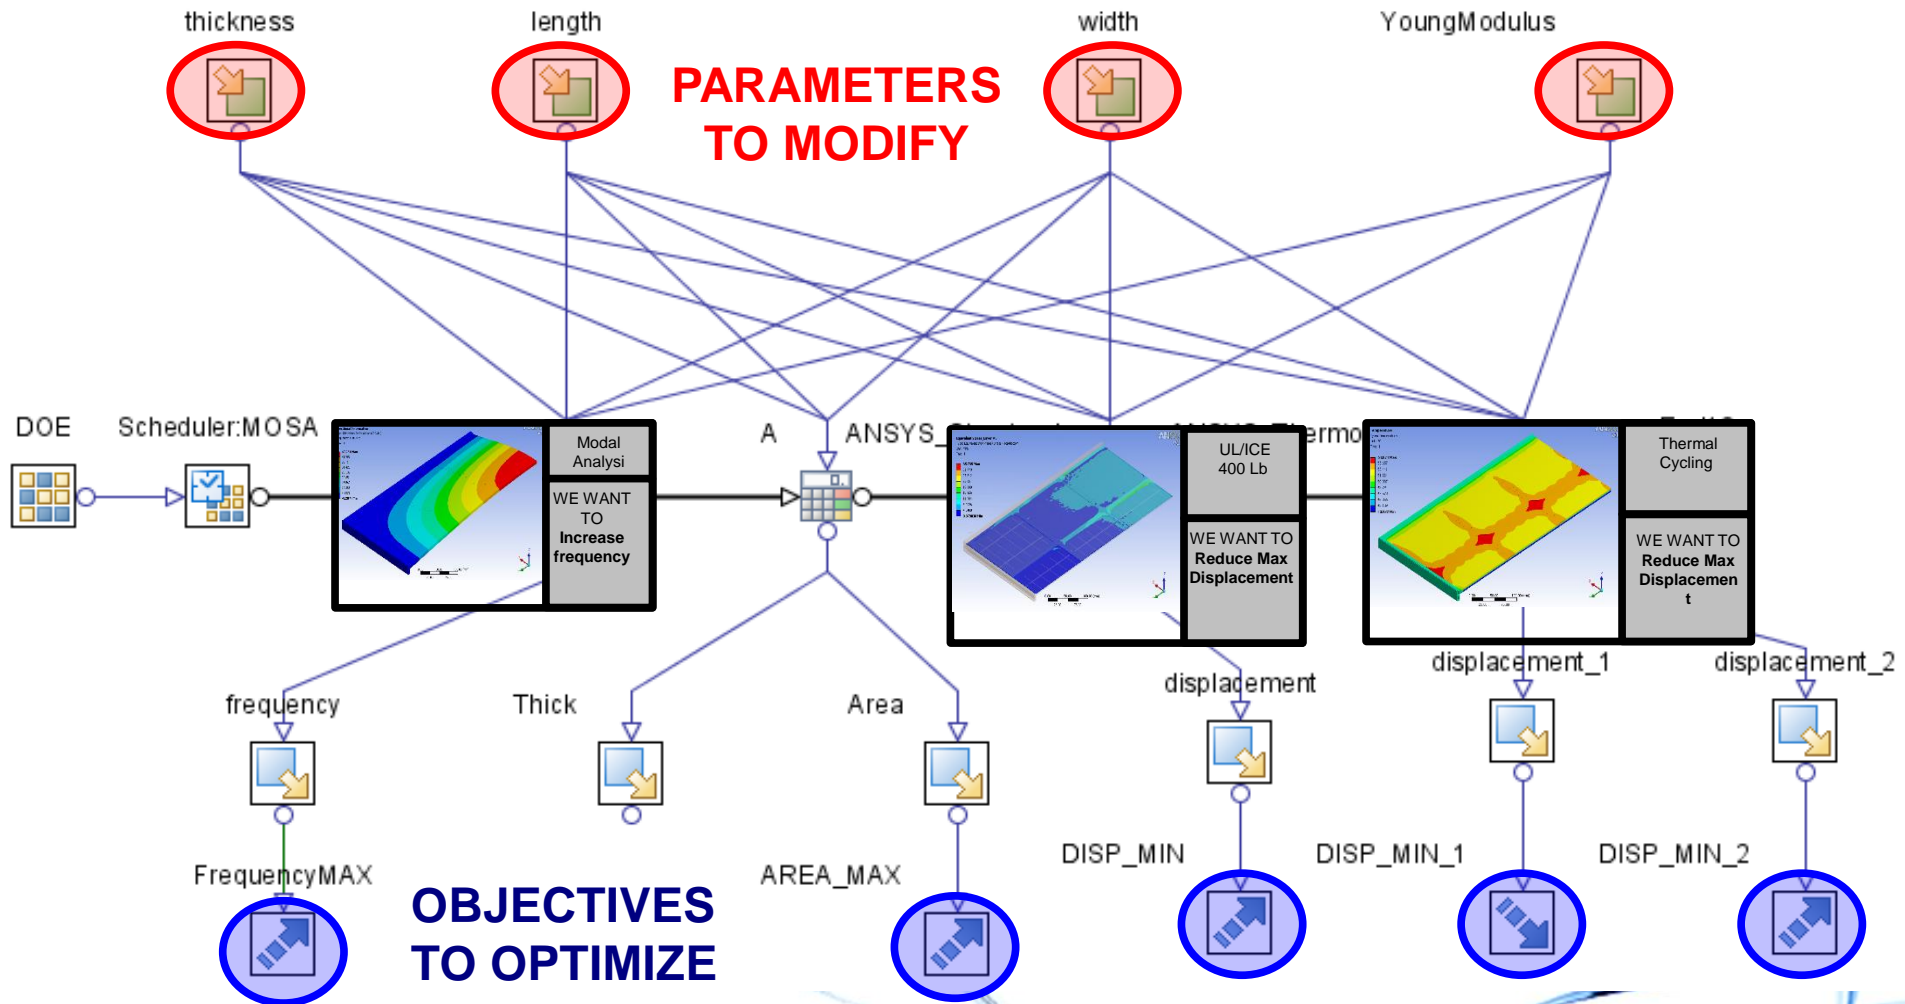 thickness
length
width
YoungModulus
PARAMETERS
TO MODIFY
DOE
Scheduler:MOSA
Modal
Analysi
WE WANT
TO
Increase
frequency
A
UL/ICE
400 Lb
WE WANT TO
Reduce Max
Displacement
Thermal
Cycling
WE WANT TO
Reduce Max
Displacemen
t
frequency
Thick
Area
displacement
displacement_1
displacement_2
FrequencyMAX
AREA_MAX
DISP_MIN
DISP_MIN_1
DISP_MIN_2
OBJECTIVES
TO OPTIMIZE